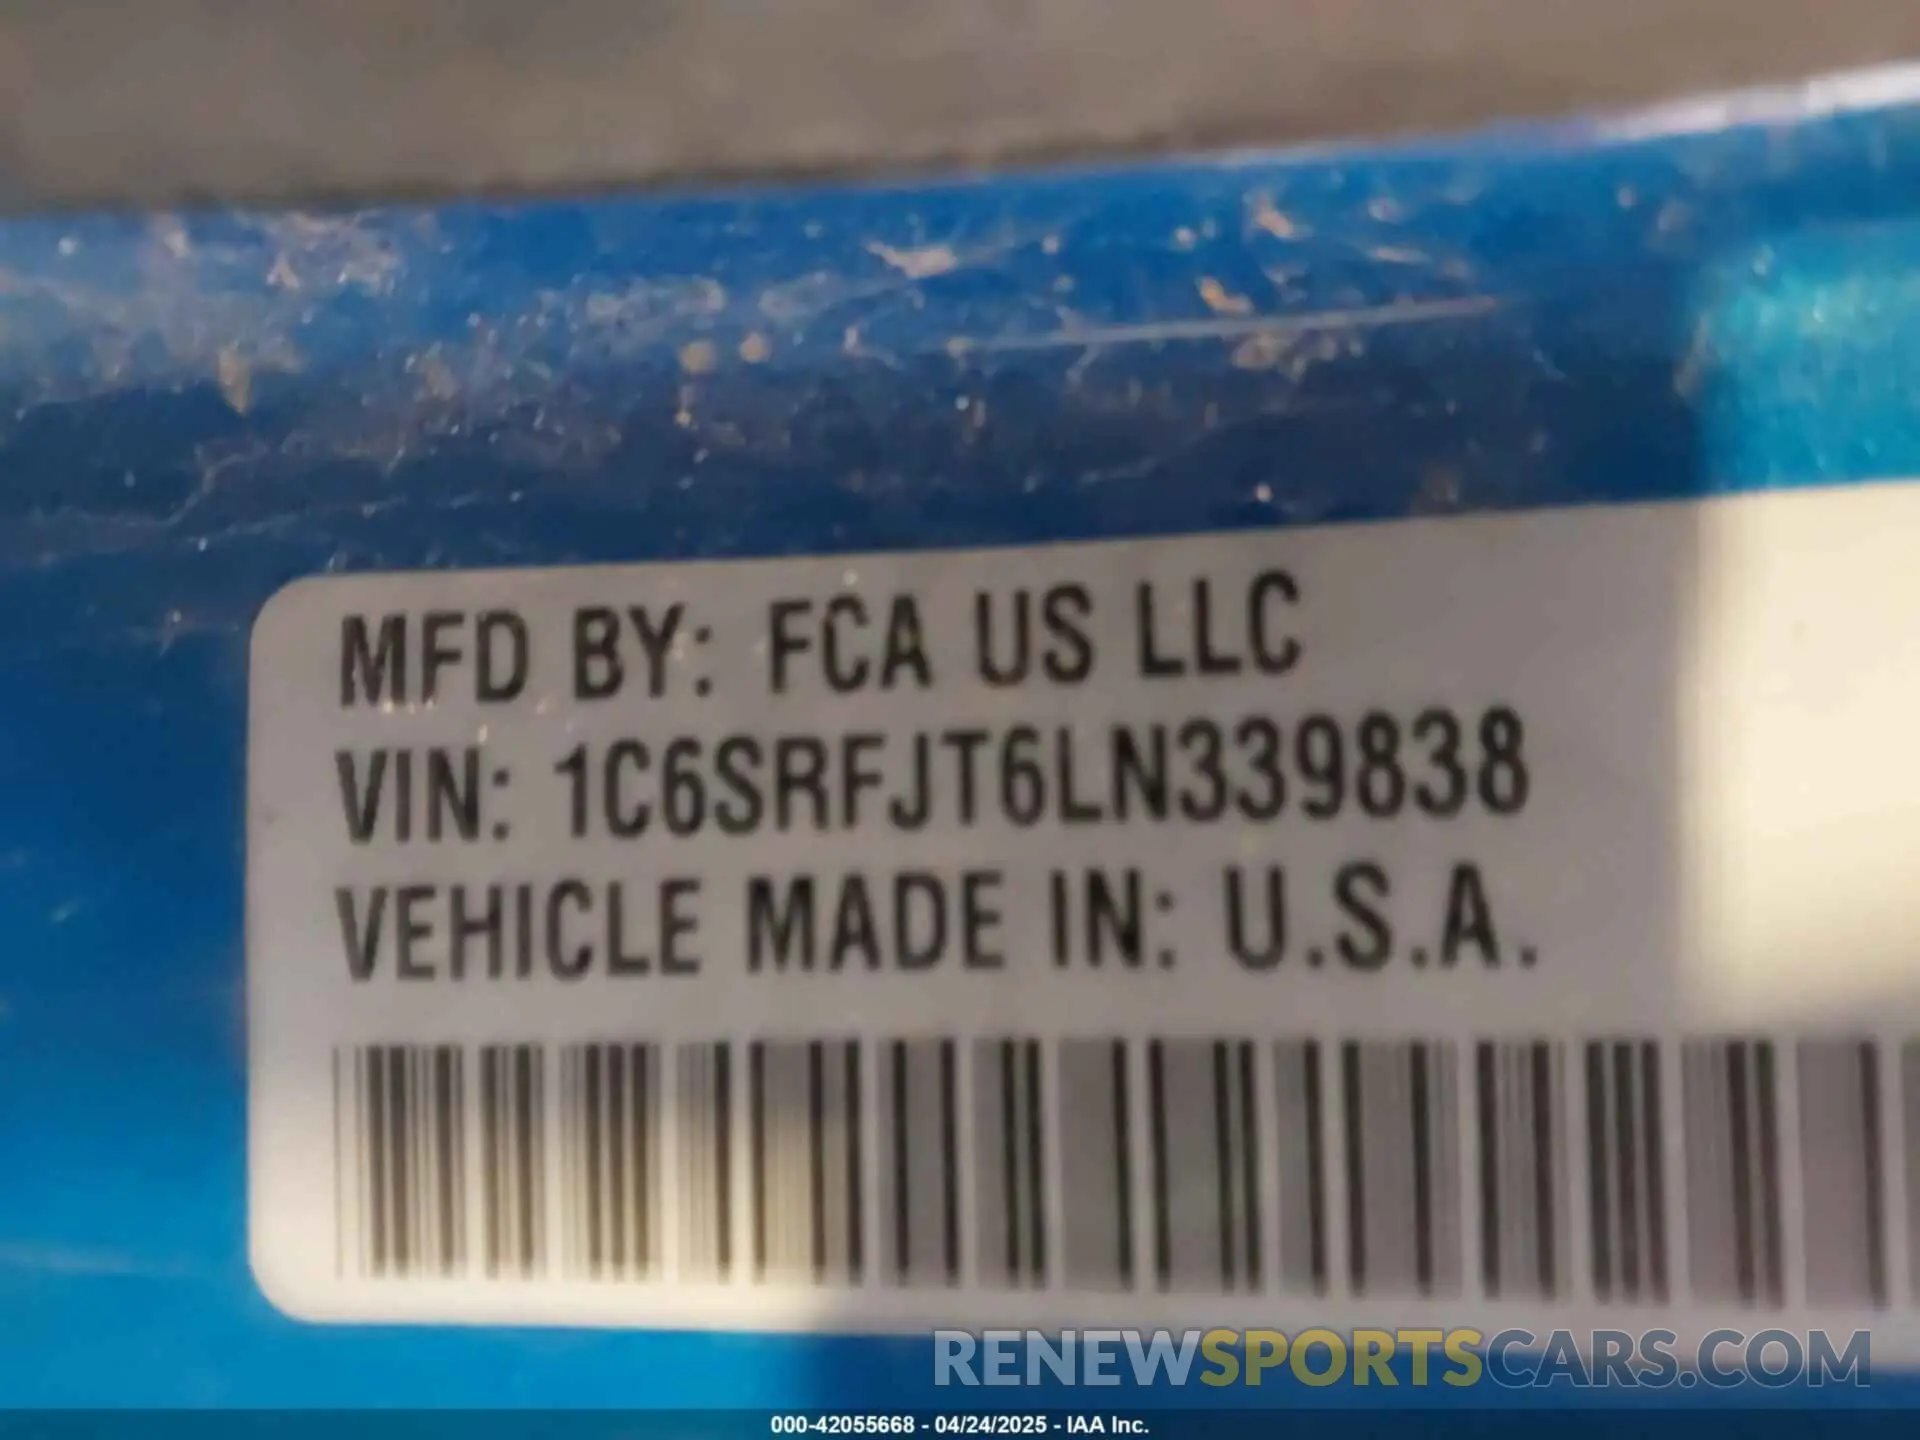 MFD BY: FCA US LLC
VIN: 1C6SRFJT6LN339838
VEHICLE MADE IN: U.S.A.
RENEWSPORTSCARS.COM
000-42055668 - 04/24/2025 - IAA Inc.